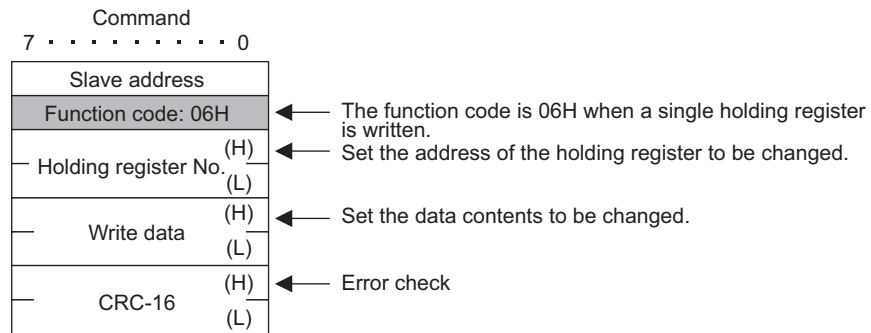 Command
7 · · · · · · · · · 0
Slave address
Function code: 06H
The function code is 06H when a single holding register
is written.
Holding register No.
(H)
(L)
Set the address of the holding register to be changed.
Write data
(H)
(L)
Set the data contents to be changed.
CRC-16
(H)
(L)
Error check